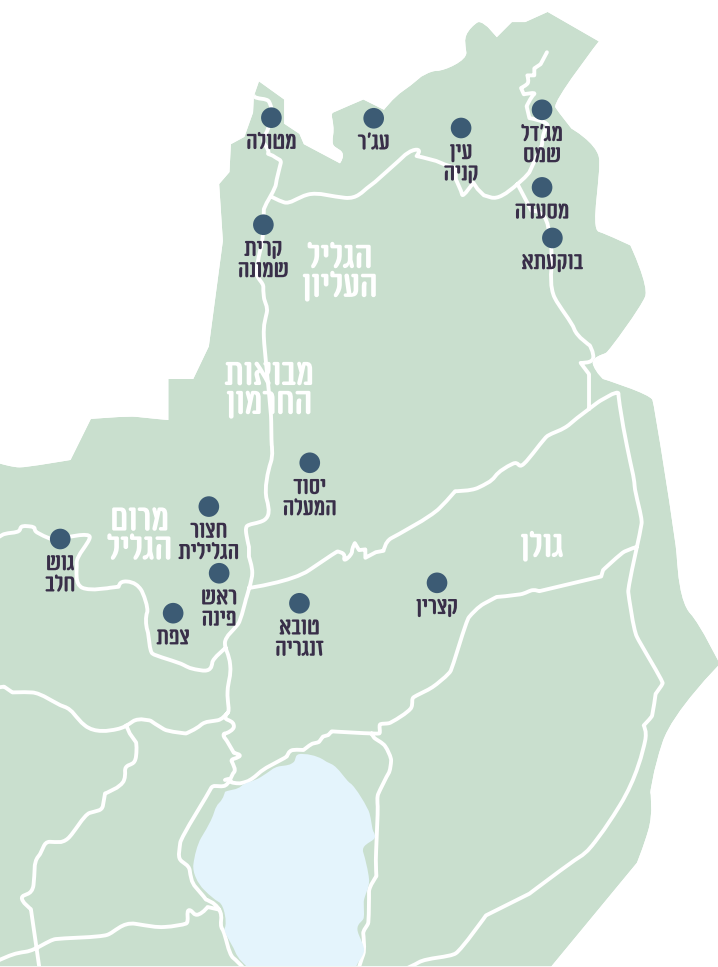 מג'דל
שמס
מטולה
עג'ר
עין
קניה
מסעדה
בוקעתא
קרית
שמונה
הגליל
העליון
מבואות
החרמון
יסוד
המעלה
מרום
הגליל
חצור
הגלילית
גולן
גוש
חלב
ראש
פינה
קצרין
צפת
טובא
זנגריה